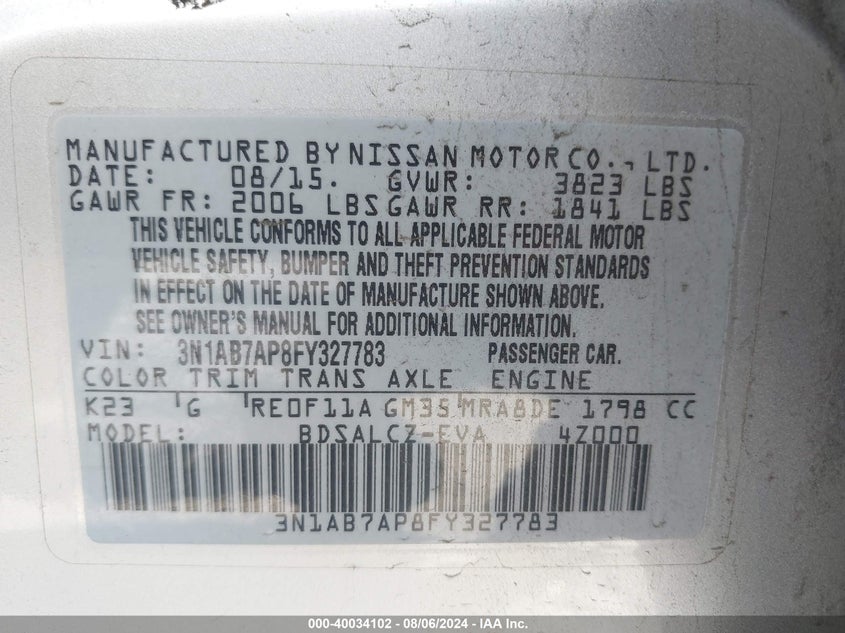 MANUFACTURED BY NISSAN MOTOR CO., LTD.
DATE: 08/15. GVWR: 3823 LBS
GAWR FR: 2006 LBS GAWR RR: 1841 LBS
THIS VEHICLE CONFORMS TO ALL APPLICABLE FEDERAL MOTOR
VEHICLE SAFETY, BUMPER AND THEFT PREVENTION STANDARDS
IN EFFECT ON THE DATE OF MANUFACTURE SHOWN ABOVE.
SEE OWNER'S MANUAL FOR ADDITIONAL INFORMATION.
VIN: 3N1AB7AP8FY327783 PASSENGER CAR.
COLOR TRIM TRANS AXLE ENGINE
K23 G RE0F11A GM35 MRA8DE 1798 CC
MODEL: BDSALCZ-EVA 4Z000
3N1AB7AP8FY327783
000-40034102 - 08/06/2024 - IAA Inc.